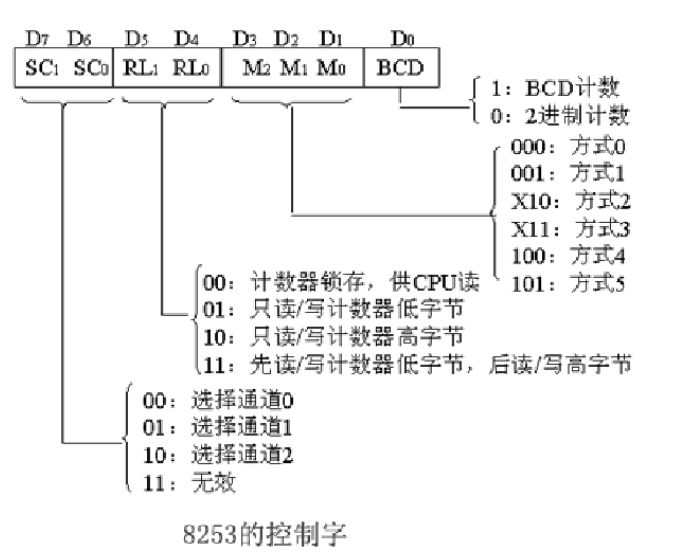 D7 D6 D5 D4 D3 D2 D1 D0
SC1 SC0 RL1 RL0 M2 M1 M0 BCD
1：BCD计数
0：2进制计数
000：方式0
001：方式1
X10：方式2
X11：方式3
100：方式4
101：方式5
00：计数器锁存，供CPU读
01：只读/写计数器低字节
10：只读/写计数器高字节
11：先读/写计数器低字节，后读/写高字节
00：选择通道0
01：选择通道1
10：选择通道2
11：无效
8253的控制字